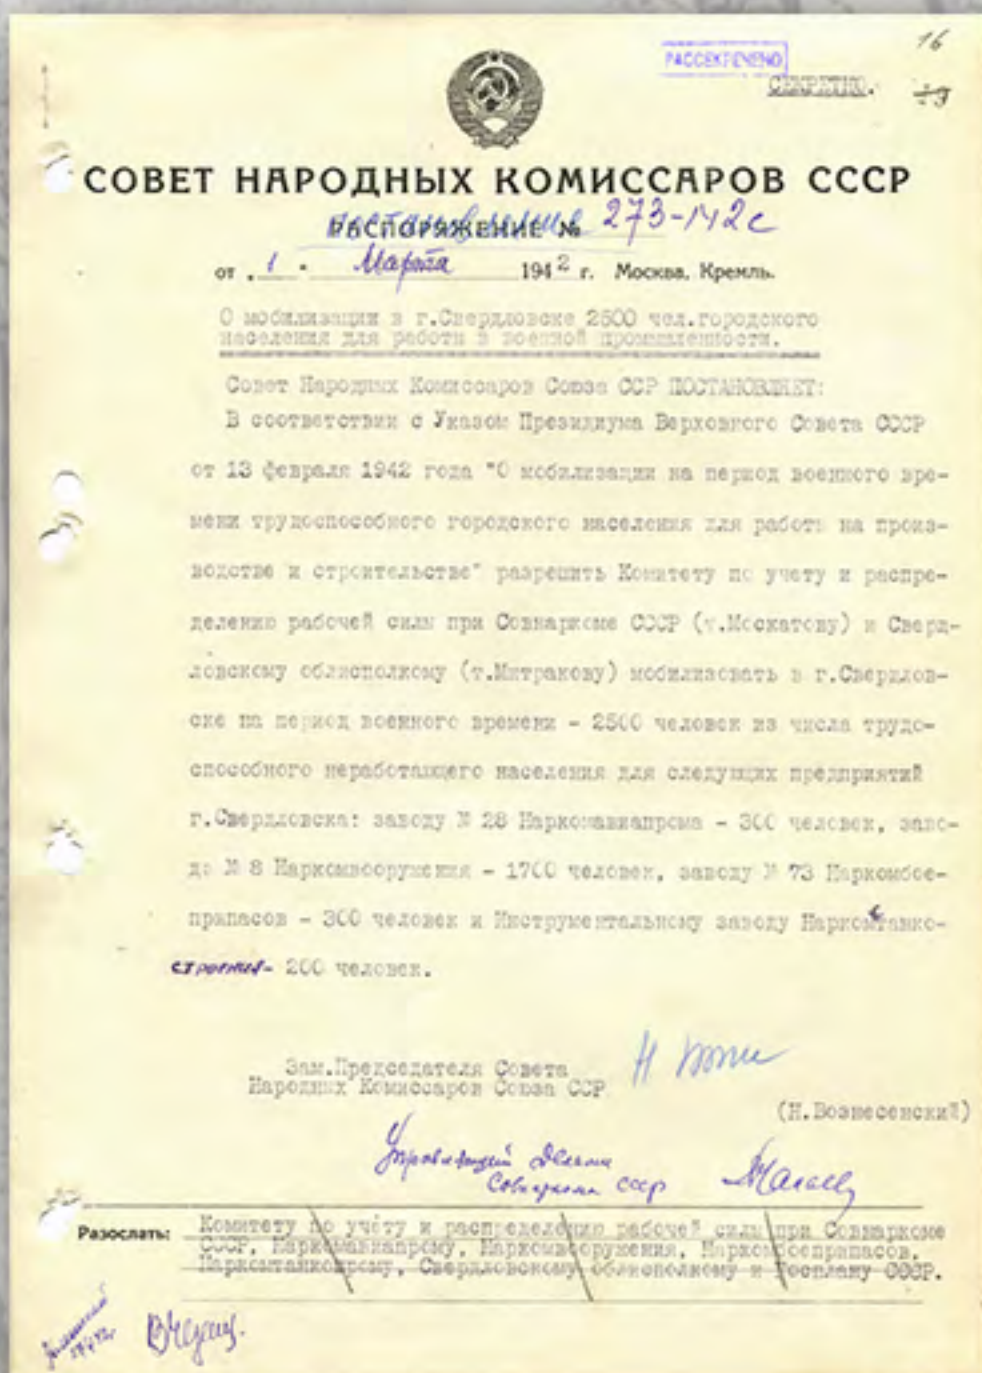 16
РАССЕКРЕЧЕНО
СЕКРЕТНО.
СОВЕТ НАРОДНЫХ КОМИССАРОВ СССР
РАСПОРЯЖЕНИЕ № 273-142с
постановление
от „1“ Марта 1942 г. Москва, Кремль.
О мобилизации в г.Свердловске 2500 чел.городского
населения для работы в военной промышленности.
Совет Народных Комиссаров Союза ССР ПОСТАНОВЛЯЕТ:
В соответствии с Указом Президиума Верховного Совета СССР
от 13 февраля 1942 года "О мобилизации на период военного вре-
мени трудоспособного городского населения для работы на произ-
водстве и строительстве" разрешить Комитету по учету и распре-
делению рабочей силы при Совнаркоме СССР (т.Москатову) и Сверд-
ловскому облисполкому (т.Митракову) мобилизовать в г.Свердлов-
ске на период военного времени - 2500 человек из числа трудо-
способного неработающего населения для следующих предприятий
г.Свердловска: заводу № 28 Наркомавиапрома - 300 человек, заво-
ду № 8 Наркомвооружения - 1700 человек, заводу № 73 Наркомбое-
припасов - 300 человек и Инструментальному заводу Наркомстанко-
строения- 200 человек.
Зам.Председателя Совета
Народных Комиссаров Союза ССР
(Н.Вознесенский)
Управляющий Делами
Совнаркома СССР
Разослать: Комитету по учёту и распределению рабочей силы при Совнаркоме
СССР, Наркомавиапрому, Наркомвооружения, Наркомбоеприпасов,
Наркомтанкопрому, Свердловскому облисполкому и Госплану СССР.